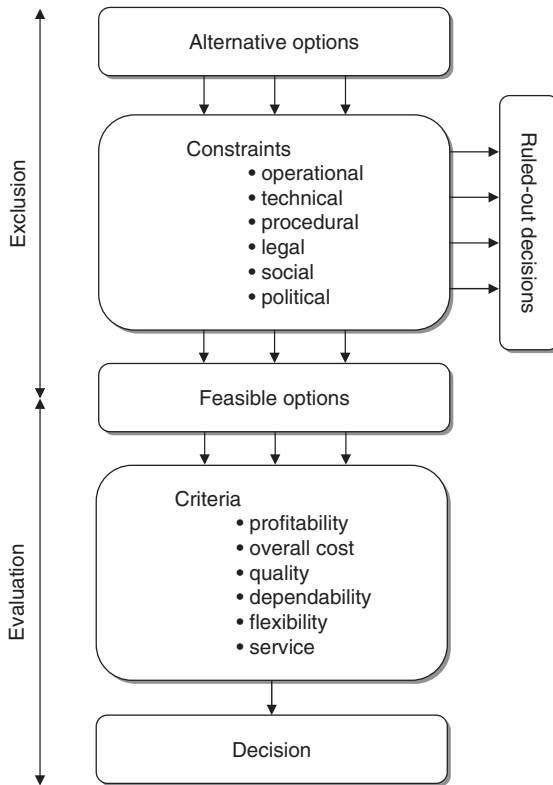 Alternative options
Constraints
• operational
• technical
• procedural
• legal
• social
• political
Ruled-out decisions
Exclusion
Feasible options
Criteria
• profitability
• overall cost
• quality
• dependability
• flexibility
• service
Evaluation
Decision